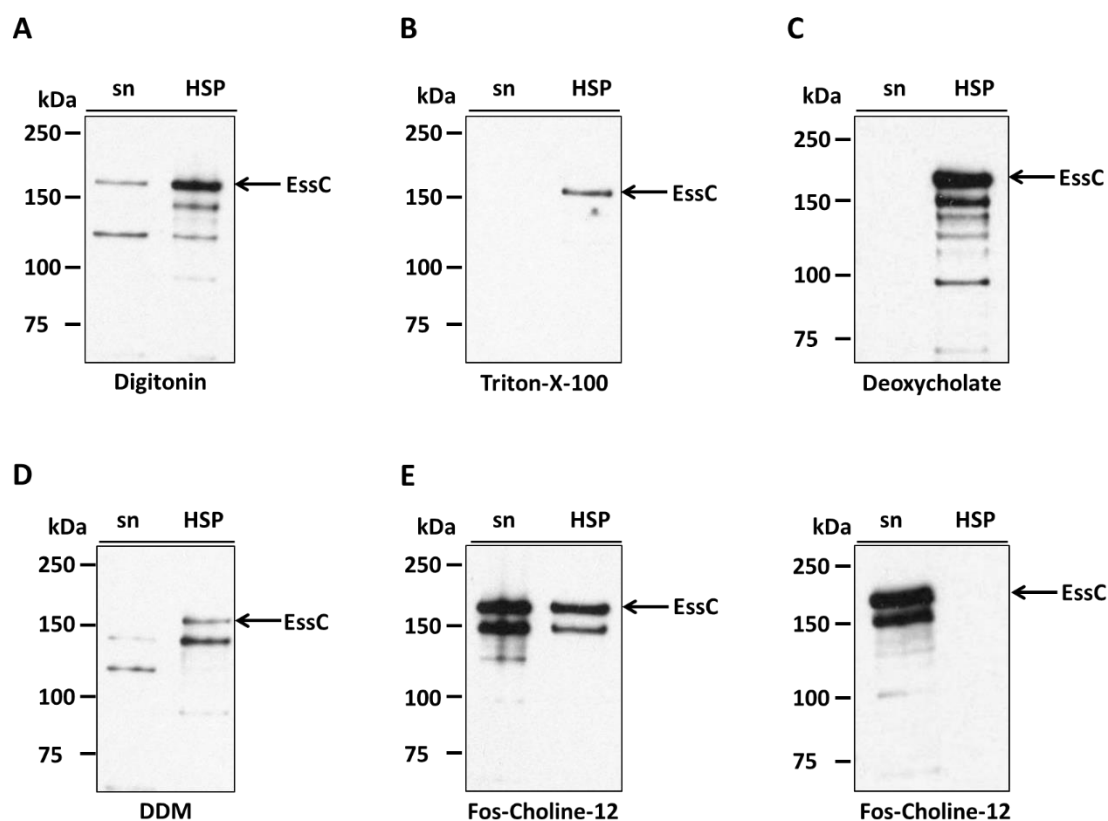 A
kDa
sn HSP
250
150
100
75
EssC
Digitonin
B
kDa
sn HSP
250
150
100
75
EssC
Triton-X-100
C
kDa
sn HSP
250
150
100
75
EssC
Deoxycholate
D
kDa
sn HSP
250
150
100
75
EssC
DDM
E
kDa
sn HSP
250
150
100
75
EssC
Fos-Choline-12
kDa
sn HSP
250
150
100
75
EssC
Fos-Choline-12